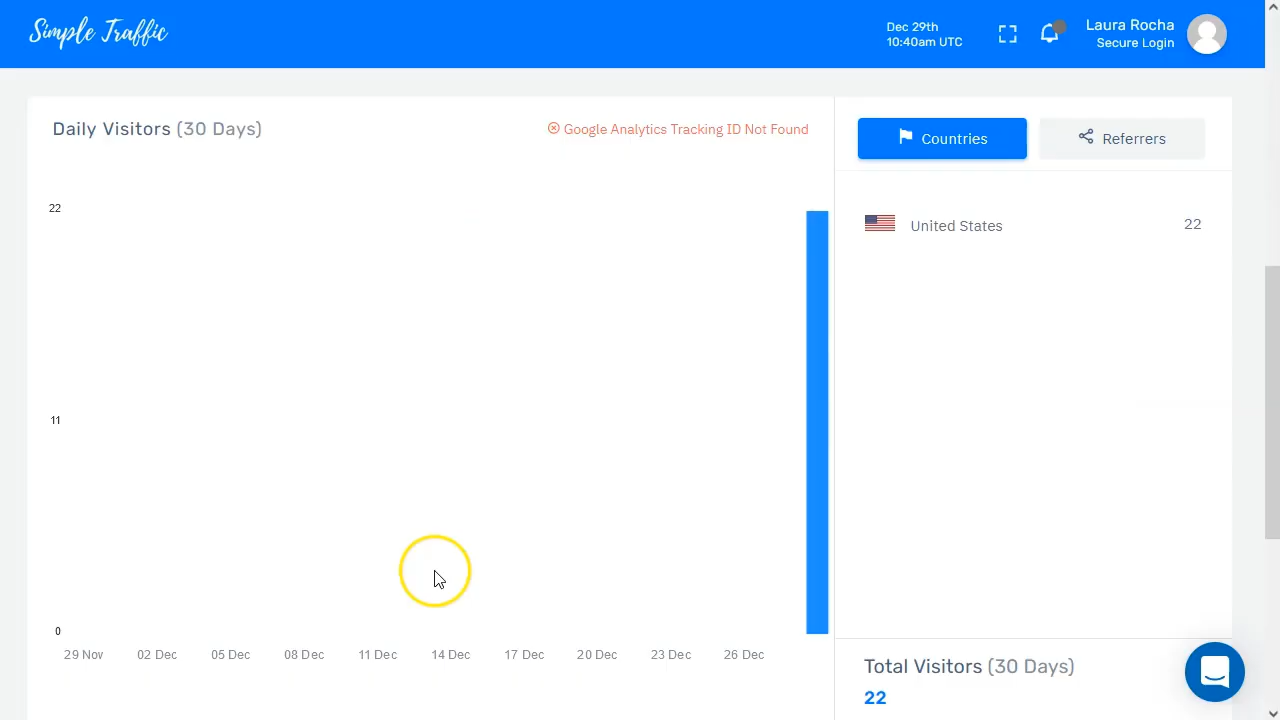 Simple Traffic
Dec 29th
10:40am UTC
Laura Rocha
Secure Login
Daily Visitors (30 Days)
Google Analytics Tracking ID Not Found
Countries
Referrers
22
11
0
29 Nov 02 Dec 05 Dec 08 Dec 11 Dec 14 Dec 17 Dec 20 Dec 23 Dec 26 Dec
United States 22
Total Visitors (30 Days)
22